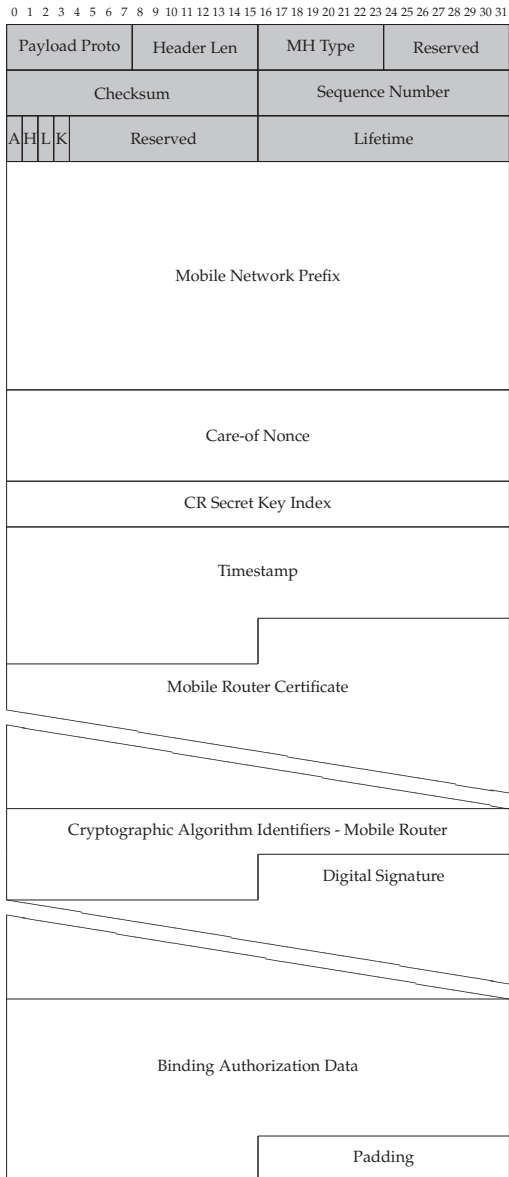 0 1 2 3 4 5 6 7 8 9 10 11 12 13 14 15 16 17 18 19 20 21 22 23 24 25 26 27 28 29 30 31
Payload Proto Header Len MH Type Reserved
Checksum Sequence Number
A H L K Reserved Lifetime
Mobile Network Prefix
Care-of Nonce
CR Secret Key Index
Timestamp
Mobile Router Certificate
Cryptographic Algorithm Identifiers - Mobile Router
Digital Signature
Binding Authorization Data
Padding